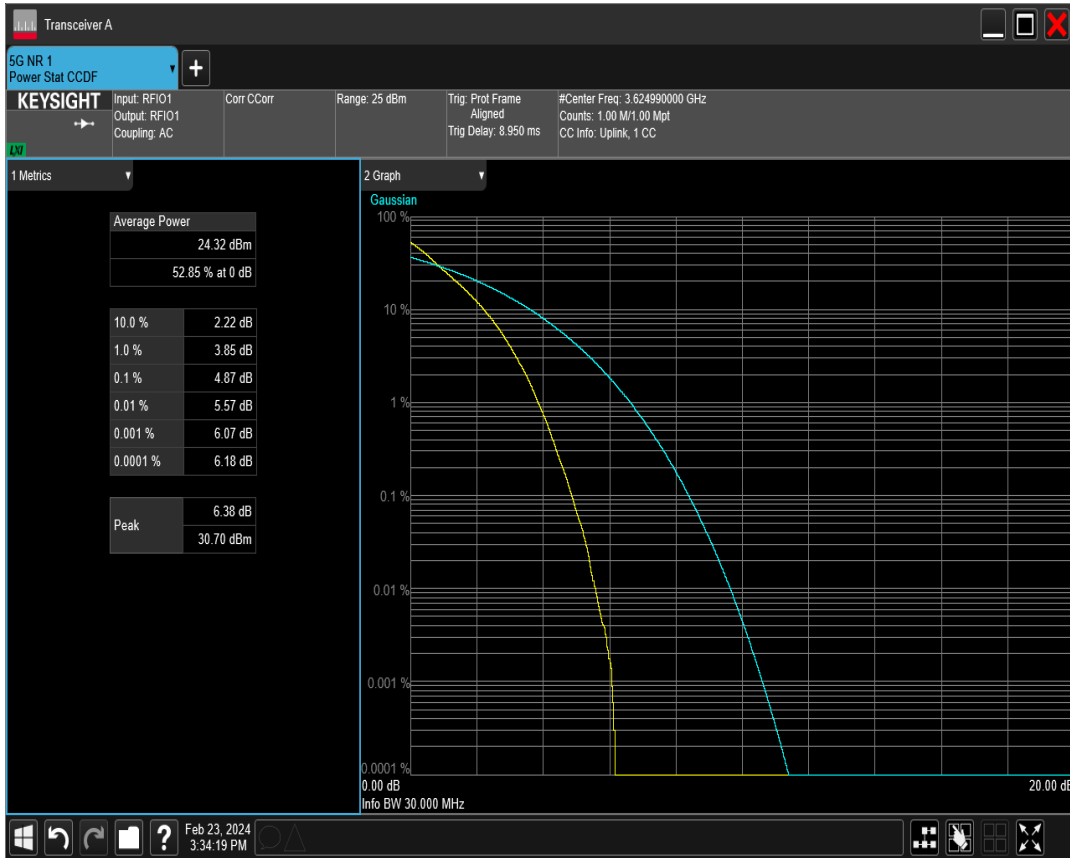 Transceiver A
5G NR 1
Power Stat CCDF
KEYSIGHT
LXI
Input: RFIO1
Output: RFIO1
Coupling: AC
Corr CCorr
Range: 25 dBm
Trig: Prot Frame
Aligned
Trig Delay: 8.950 ms
#Center Freq: 3.624990000 GHz
Counts: 1.00 M/1.00 Mpt
CC Info: Uplink, 1 CC
1 Metrics
Average Power
24.32 dBm
52.85 % at 0 dB
10.0 % 2.22 dB
1.0 % 3.85 dB
0.1 % 4.87 dB
0.01 % 5.57 dB
0.001 % 6.07 dB
0.0001 % 6.18 dB
Peak
6.38 dB
30.70 dBm
2 Graph
Gaussian
100 %
10 %
1 %
0.1 %
0.01 %
0.001 %
0.0001 %
0.00 dB 20.00 dB
Info BW 30.000 MHz
? Feb 23, 2024
3:34:19 PM